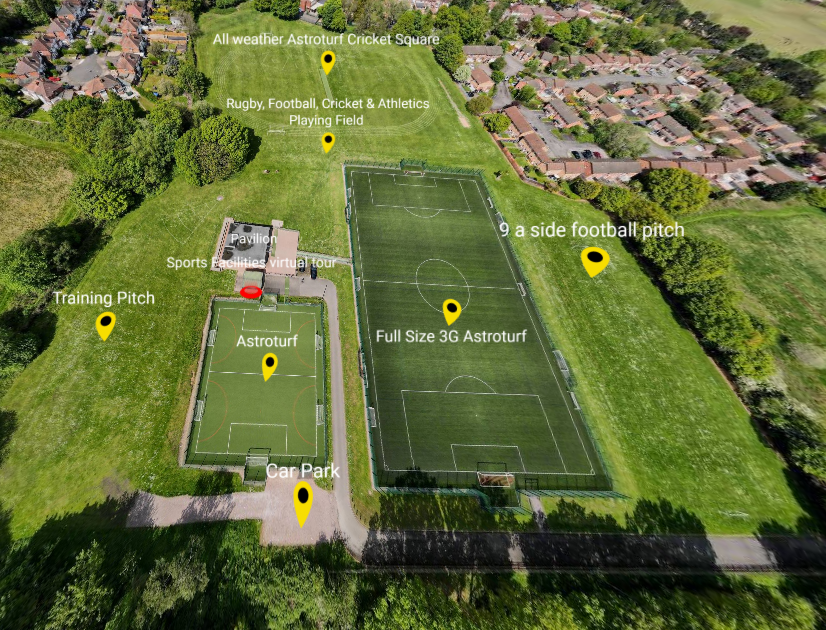 All weather Astroturf Cricket Square
Rugby, Football, Cricket & Athletics
Playing Field
9 a side football pitch
Pavilion
Sports Facilities virtual tour
Training Pitch
Full Size 3G Astroturf
Astroturf
Car Park